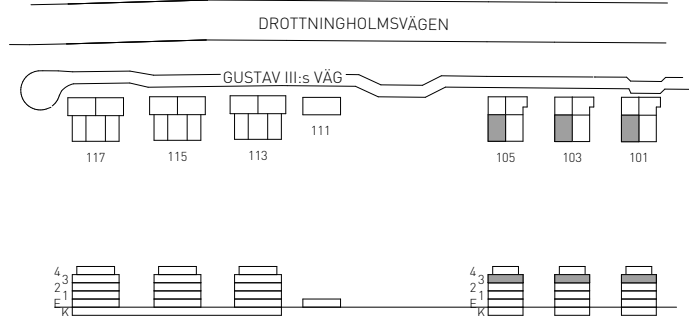 DROTTNINGHOLMSVÄGEN
GUSTAV III:s VÄG
117 115 113 111 105 103 101
4 4
3 3
2 2
1 1
E E
K K